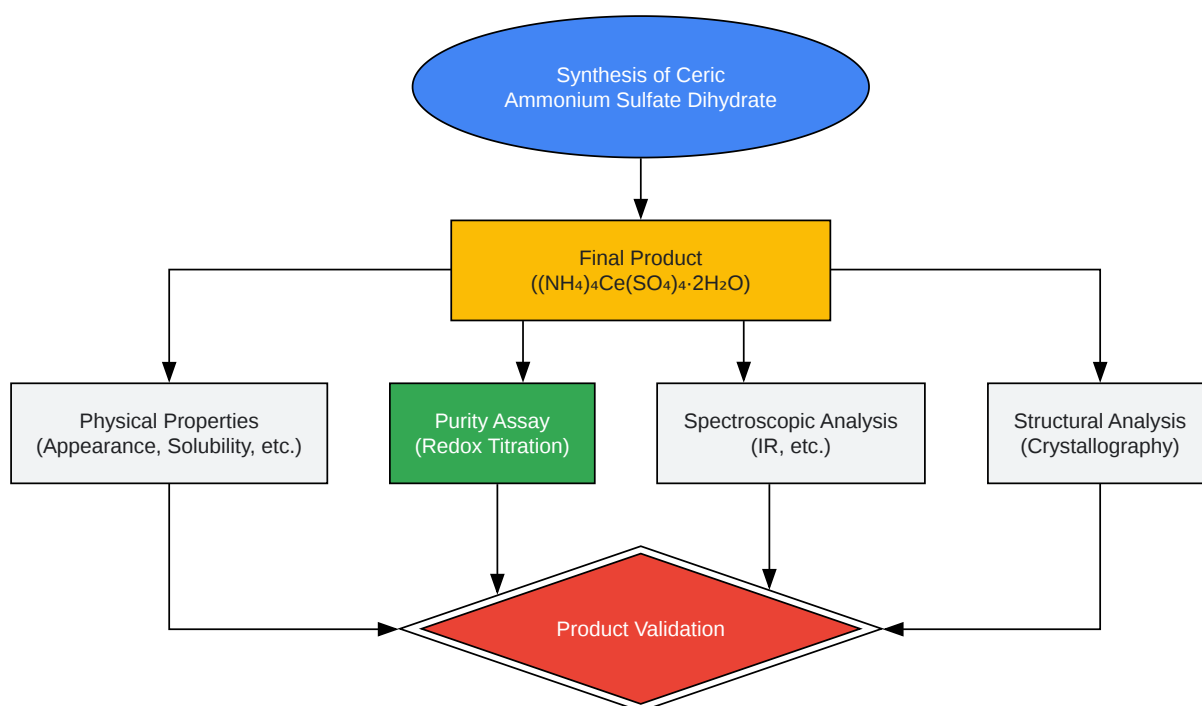 Synthesis of Ceric
Ammonium Sulfate Dihydrate
Final Product
((NH₄)₄Ce(SO₄)₄·2H₂O)
Physical Properties
(Appearance, Solubility, etc.)
Purity Assay
(Redox Titration)
Spectroscopic Analysis
(IR, etc.)
Structural Analysis
(Crystallography)
Product Validation